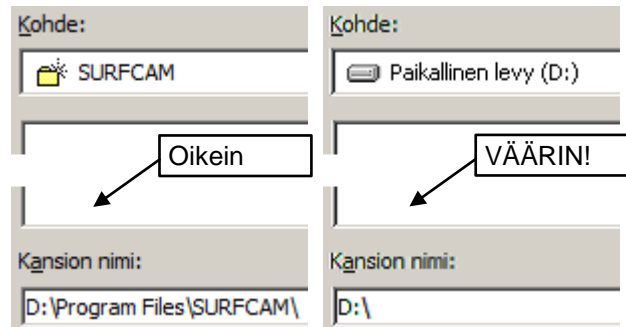 Kohde:
SURFCAM
Oikein
Kansion nimi:
D:\Program Files\SURFCAM\
Kohde:
Paikallinen levy (D:)
VÄÄRIN!
Kansion nimi:
D:\